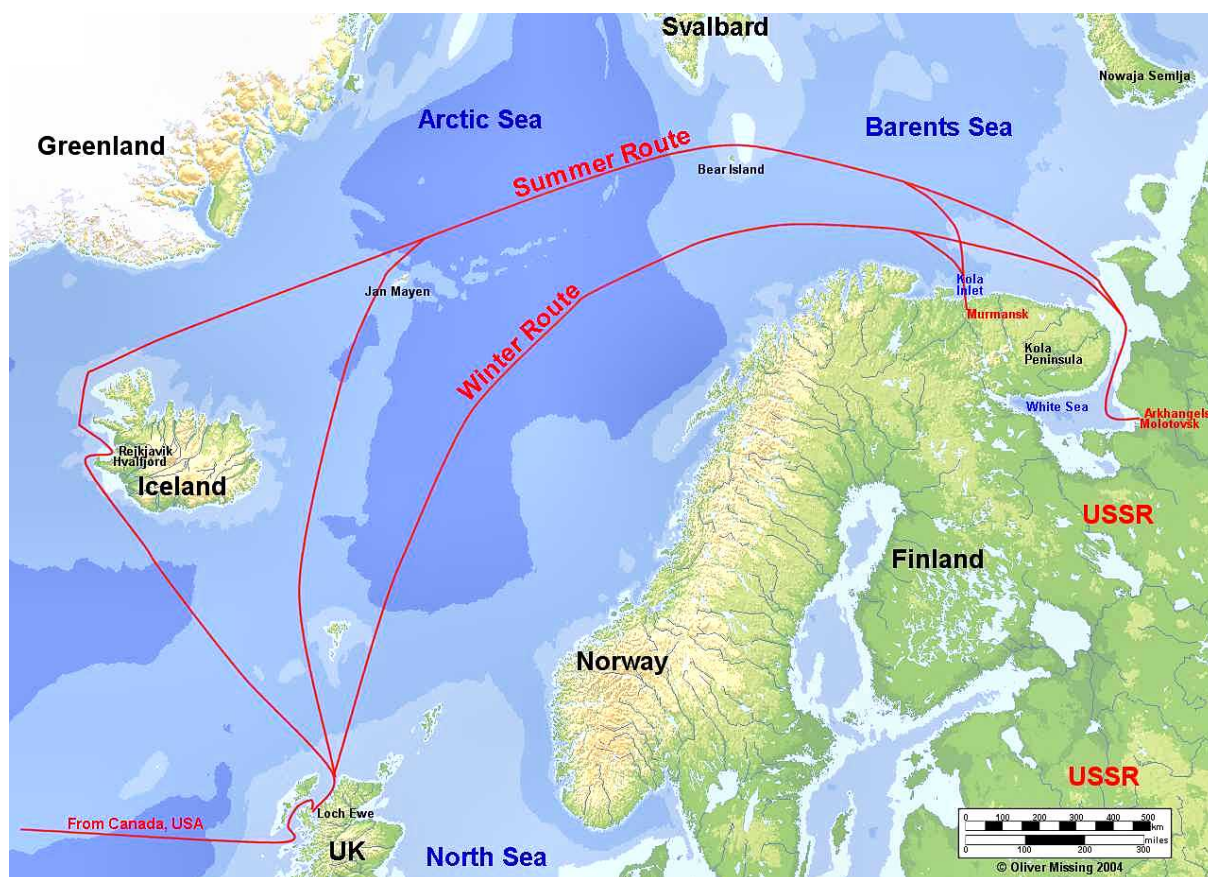 Svalbard
Nowaja Semlja
Arctic Sea
Barents Sea
Greenland
Summer Route
Bear Island
Jan Mayen
Kola
Inlet
Winter Route
Murmansk
Kola
Peninsula
White Sea
Arkhangels
Molotovsk
Rejkjavik
Hvalfjord
Iceland
USSR
Finland
Norway
USSR
From Canada, USA
Loch Ewe
UK
North Sea
0 100 200 300 400 500
km
miles
0 100 200 300
© Oliver Missing 2004